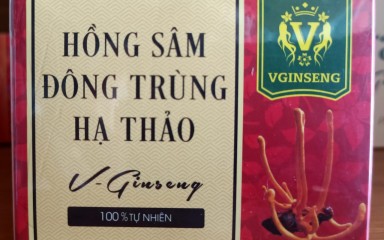 HỒNG SÂM
ĐÔNG TRÙNG
HẠ THẢO
V-Ginseng
100% TỰ NHIÊN
V
VGINSENG